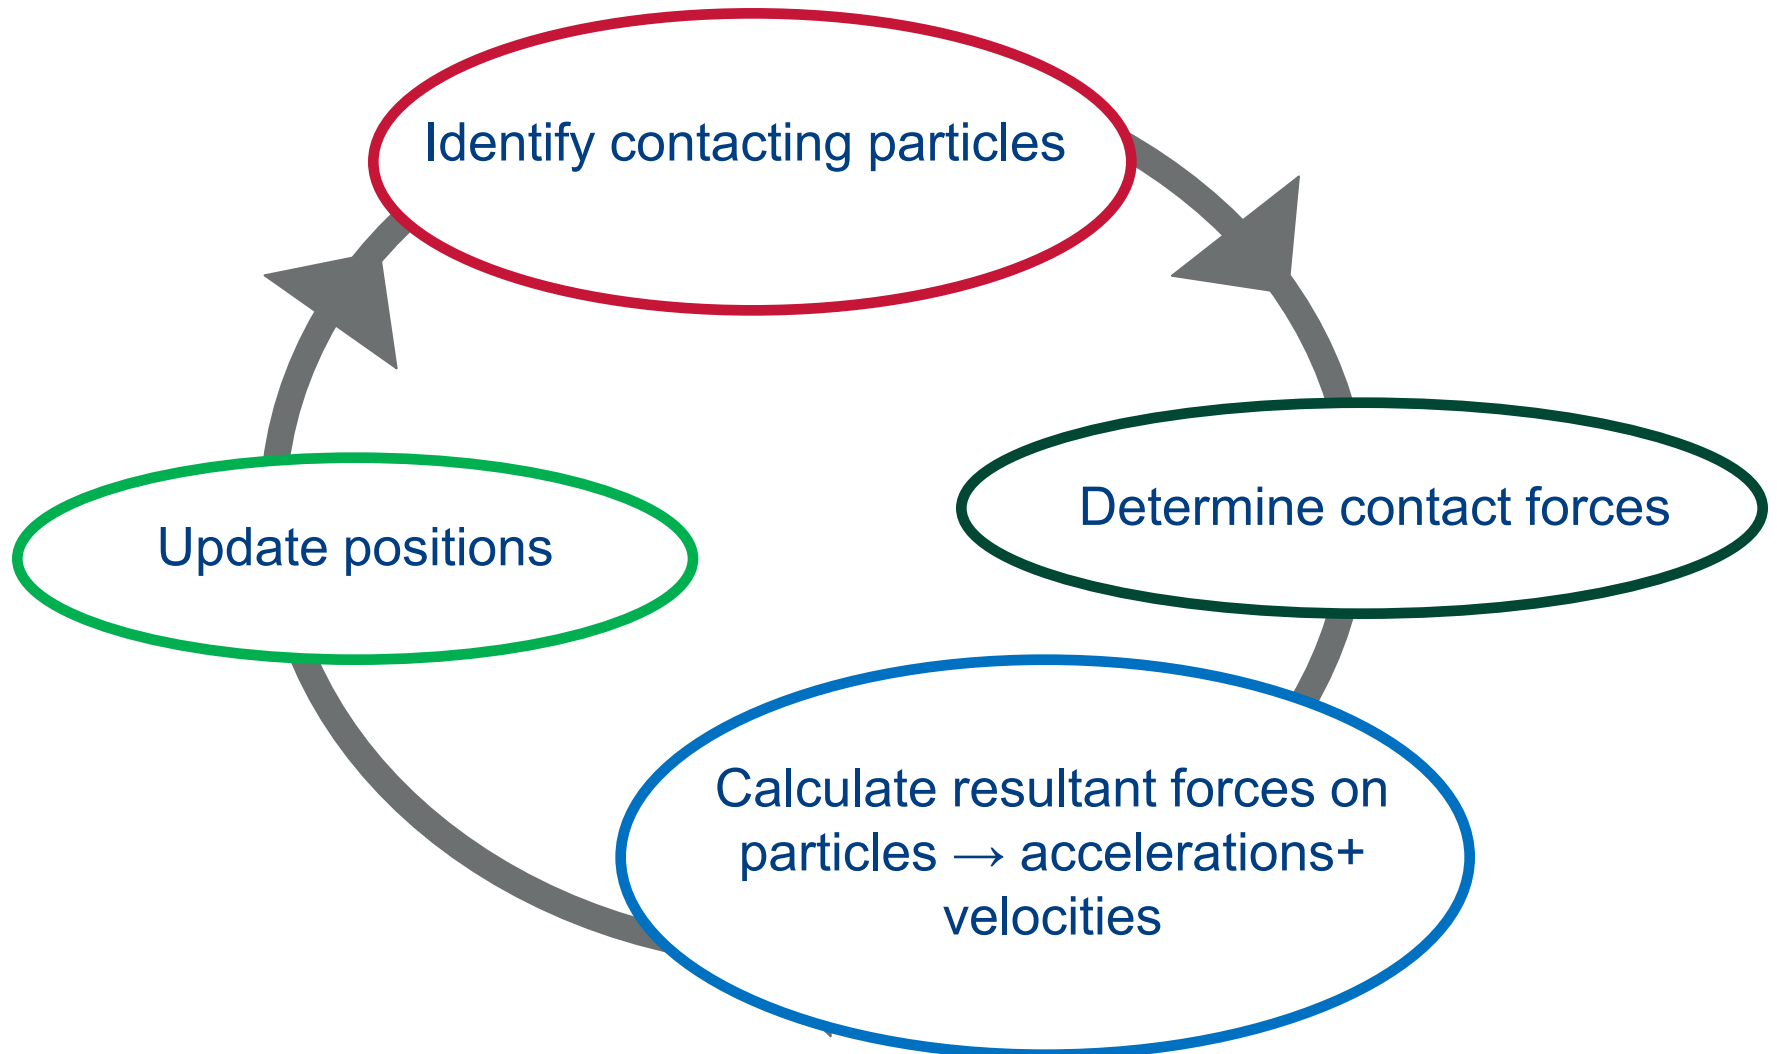 Identify contacting particles
Determine contact forces
Calculate resultant forces on
particles → accelerations+
velocities
Update positions